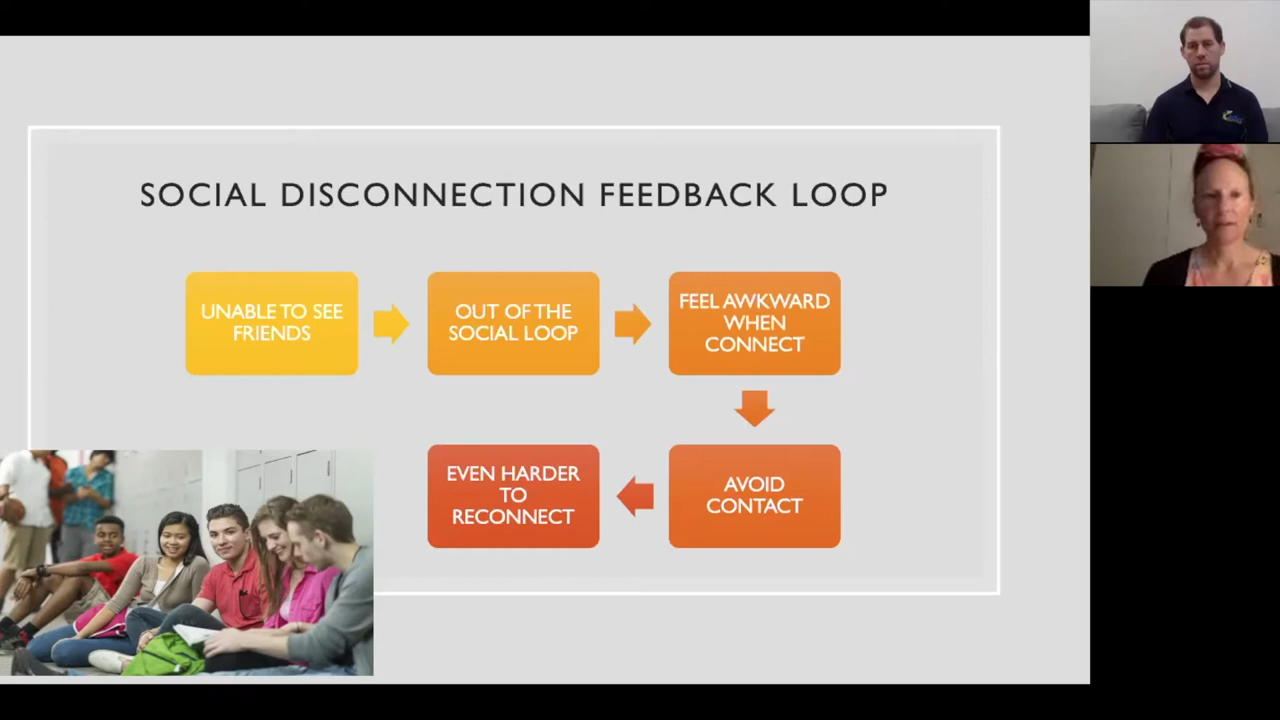 SOCIAL DISCONNECTION FEEDBACK LOOP
UNABLE TO SEE
FRIENDS
OUT OF THE
SOCIAL LOOP
FEEL AWKWARD
WHEN
CONNECT
AVOID
CONTACT
EVEN HARDER
TO
RECONNECT